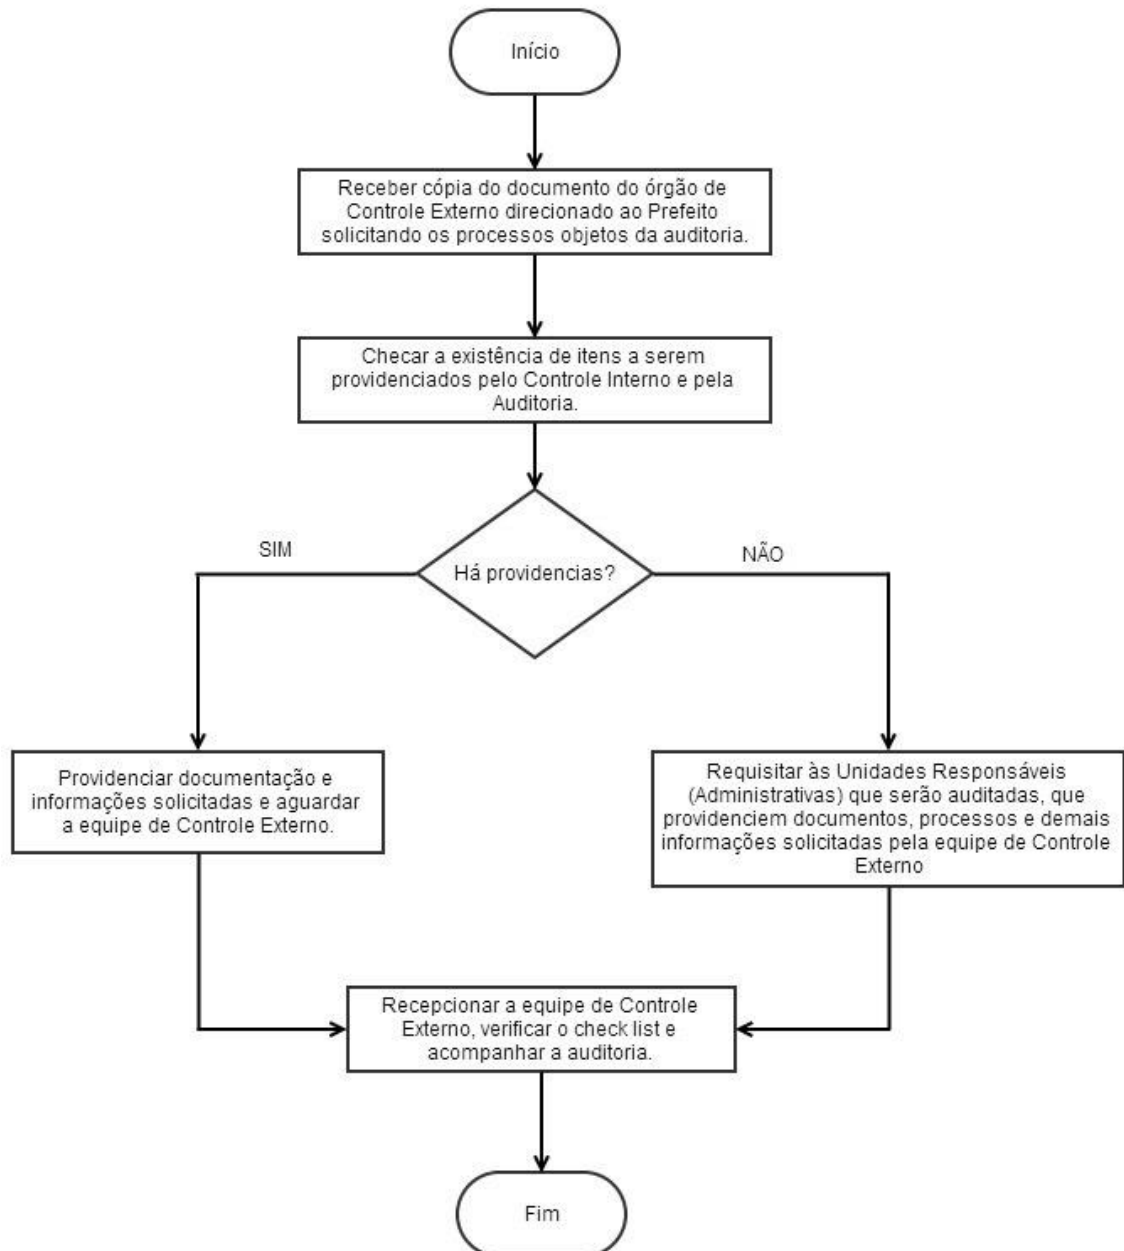 Início
Receber cópia do documento do órgão de
Controle Externo direcionado ao Prefeito
solicitando os processos objetos da auditoria.
Checar a existência de itens a serem
providenciados pelo Controle Interno e pela
Auditoria.
SIM
NÃO
Há providencias?
Providenciar documentação e
informações solicitadas e aguardar
a equipe de Controle Externo.
Requisitar às Unidades Responsáveis
(Administrativas) que serão auditadas, que
providenciem documentos, processos e demais
informações solicitadas pela equipe de Controle
Externo
Recepcionar a equipe de Controle
Externo, verificar o check list e
acompanhar a auditoria.
Fim